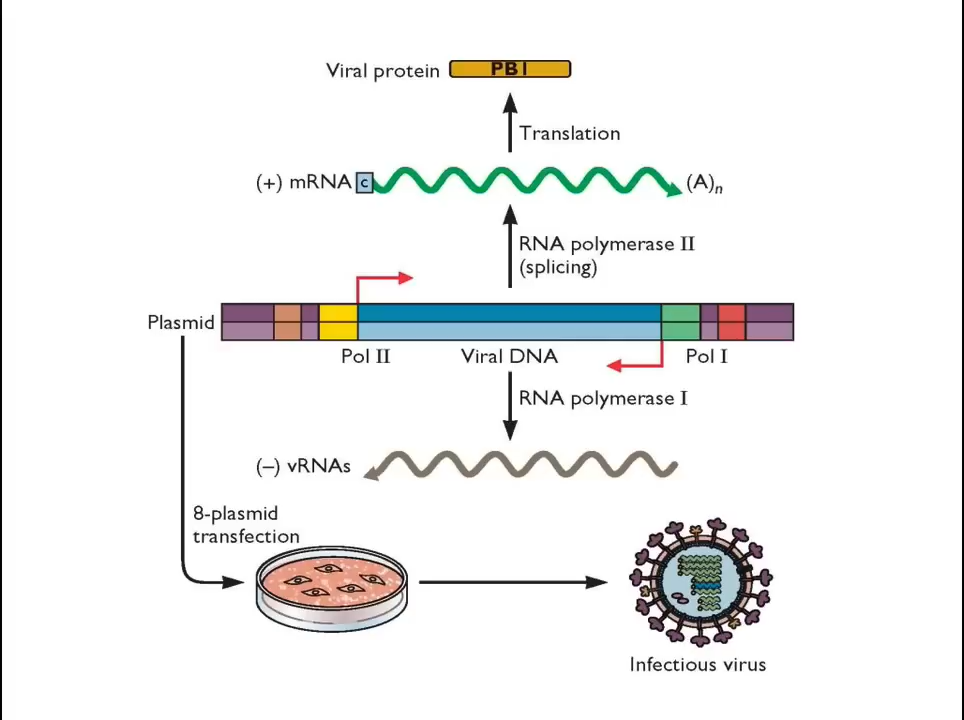 Viral protein PB1
Translation
(+) mRNA c (A)n
RNA polymerase II
(splicing)
Plasmid
Pol II Viral DNA Pol I
RNA polymerase I
(–) vRNAs
8-plasmid
transfection
Infectious virus